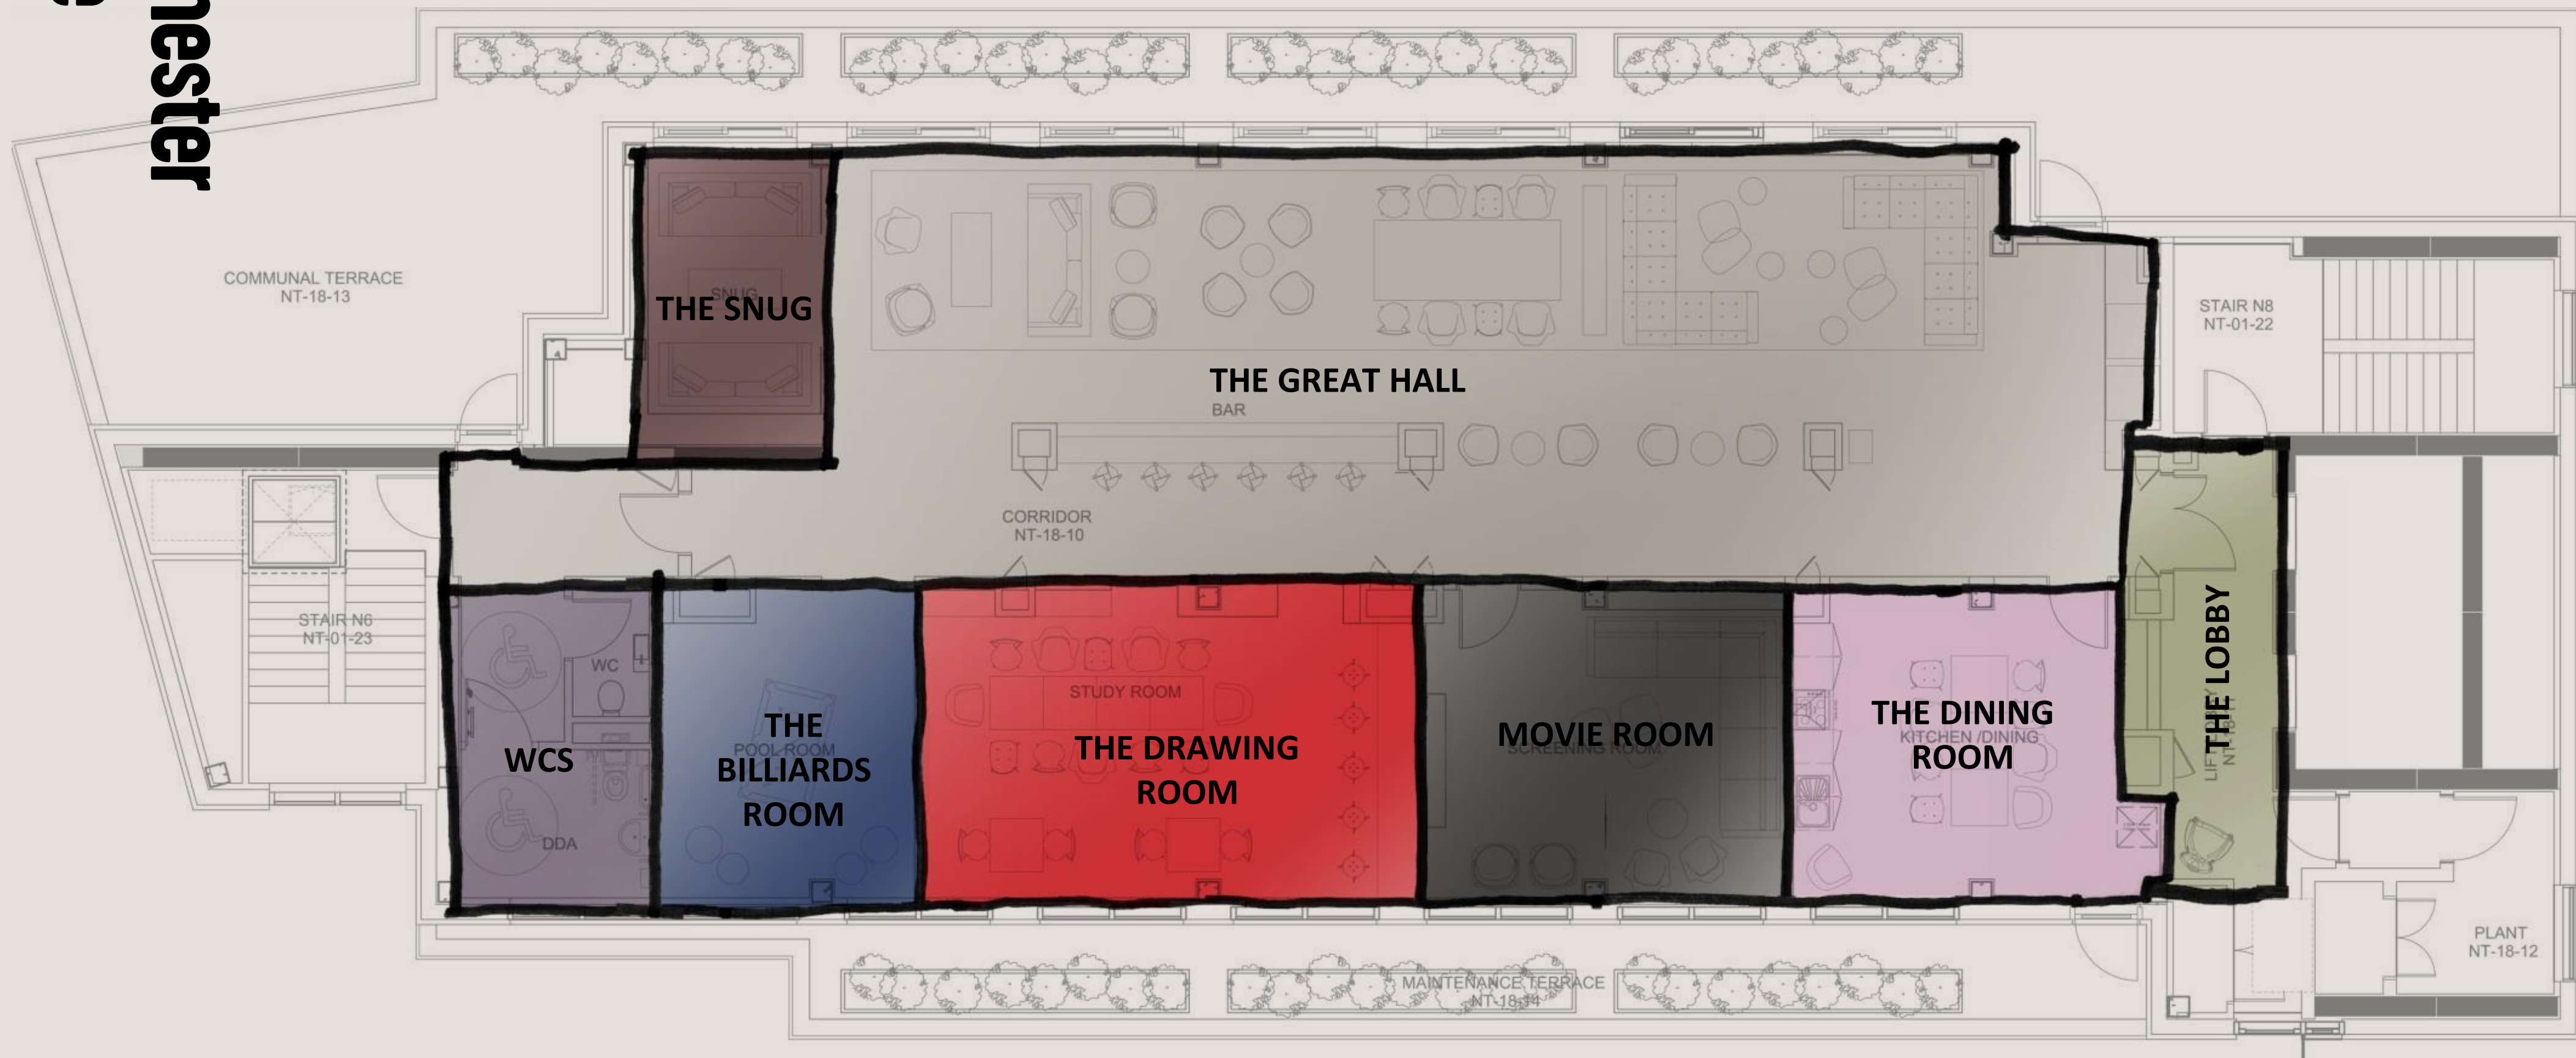 COMMUNAL TERRACE
NT-18-13
SNUG
THE SNUG
STAIR N8
NT-01-22
THE GREAT HALL
BAR
CORRIDOR
NT-18-10
STAIR N6
NT-01-23
WC
WCS
DDA
THE
POOL ROOM
BILLIARDS
ROOM
STUDY ROOM
THE DRAWING
ROOM
MOVIE ROOM
SCREENING ROOM
THE DINING
KITCHEN /DINING
ROOM
THE LOBBY
MAINTENANCE TERRACE
NT-18-14
PLANT
NT-18-12